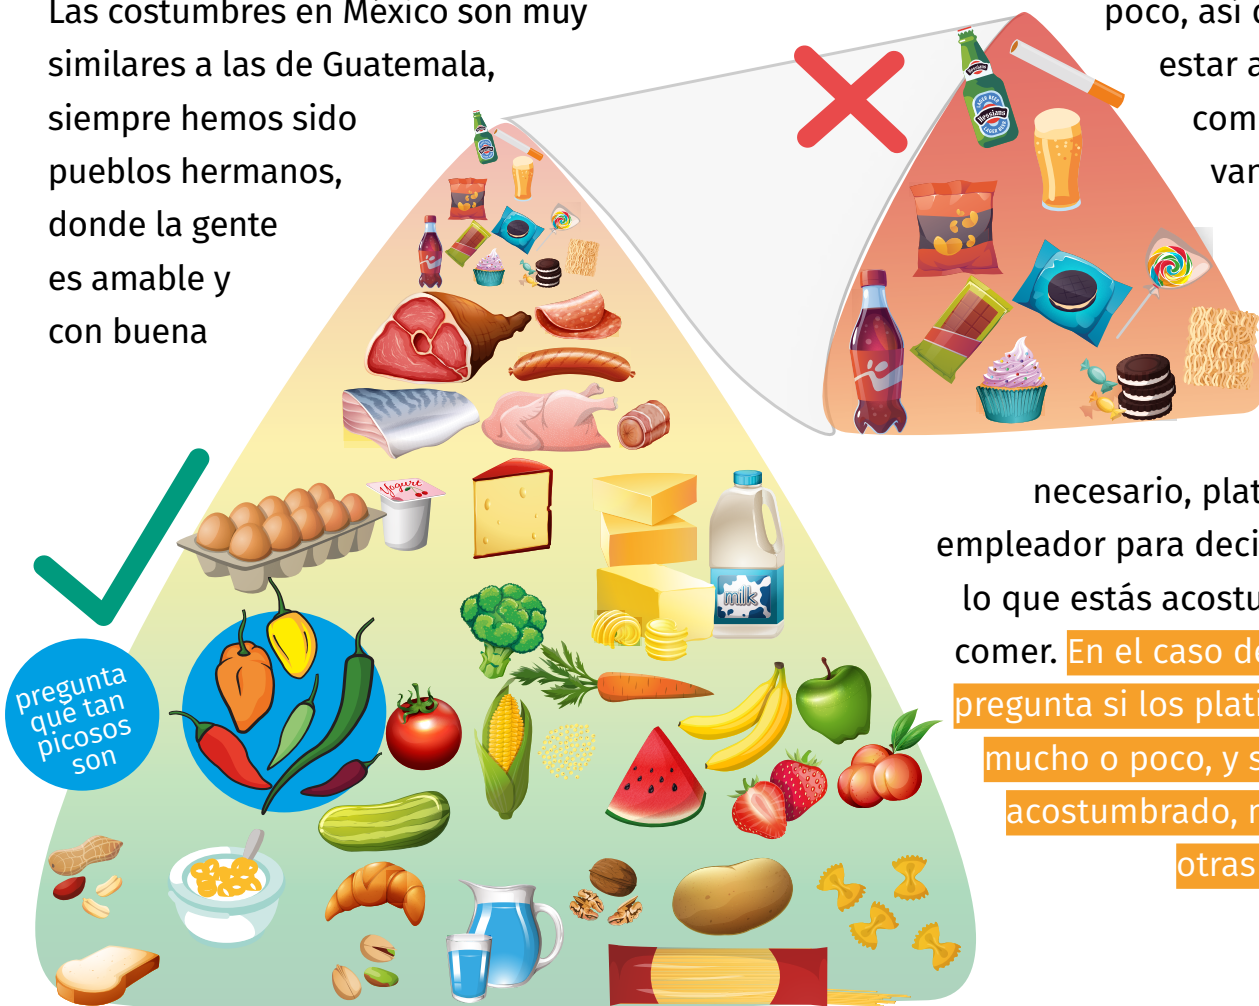 Las costumbres en México son muy
similares a las de Guatemala,
siempre hemos sido
pueblos hermanos,
donde la gente
es amable y
con buena
poco, así
estar a
com
van
Yogurt
milk
pregunta
qué tan
picosos
son
necesario, plat
empleador para deci
lo que estás acostu
comer. En el caso de
pregunta si los plati
mucho o poco, y s
acostumbrado,
otras